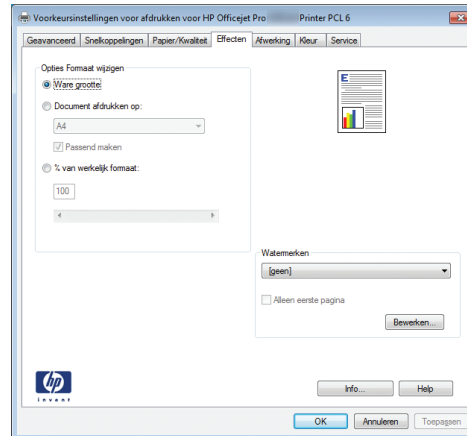 Voorkeursinstellingen voor afdrukken voor HP Officejet Pro Printer PCL 6
Geavanceerd Snelkoppelingen Papier/Kwaliteit Effecten Afwerking Kleur Service
Opties Formaat wijzigen
Ware grootte
Document afdrukken op:
A4
Passend maken
% van werkelijk formaat:
100
E
Watermerken
[geen]
Alleen eerste pagina
Bewerken...
hp
invent
Info... Help
OK Annuleren Toepassen